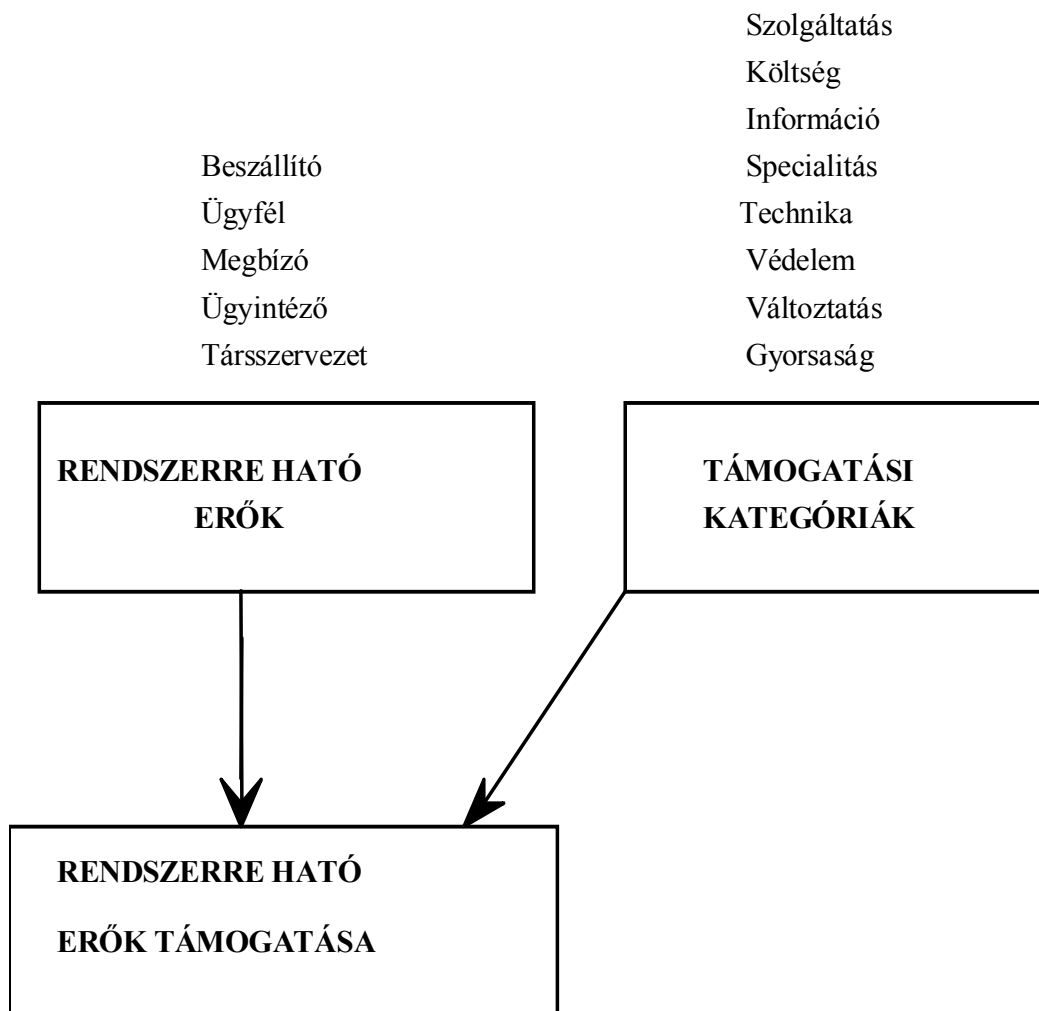 Szolgáltatás
Költség
Információ
Specialitás
Technika
Védelem
Változtatás
Gyorsaság
Beszállító
Ügyfél
Megbízó
Ügyintéző
Társszervezet
RENDSZERRE HATÓ
ERŐK
TÁMOGATÁSI
KATEGÓRIÁK
RENDSZERRE HATÓ
ERŐK TÁMOGATÁSA